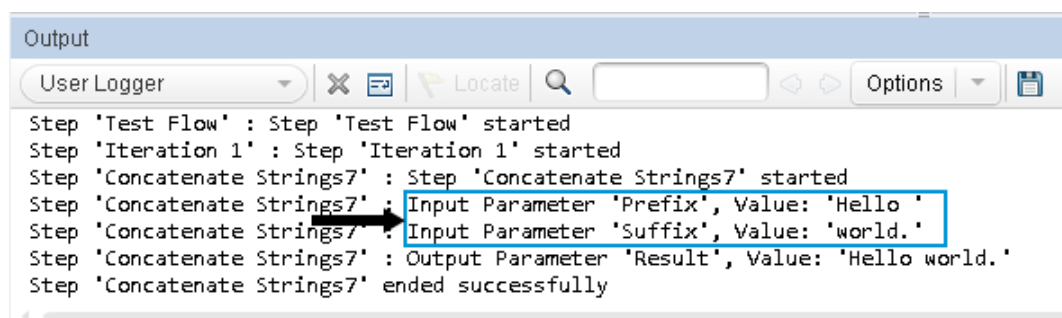 Output
User Logger Locate Options
Step 'Test Flow' : Step 'Test Flow' started
Step 'Iteration 1' : Step 'Iteration 1' started
Step 'Concatenate Strings7' : Step 'Concatenate Strings7' started
Step 'Concatenate Strings7' : Input Parameter 'Prefix', Value: 'Hello '
Step 'Concatenate Strings7' : Input Parameter 'Suffix', Value: 'world.'
Step 'Concatenate Strings7' : Output Parameter 'Result', Value: 'Hello world.'
Step 'Concatenate Strings7' ended successfully